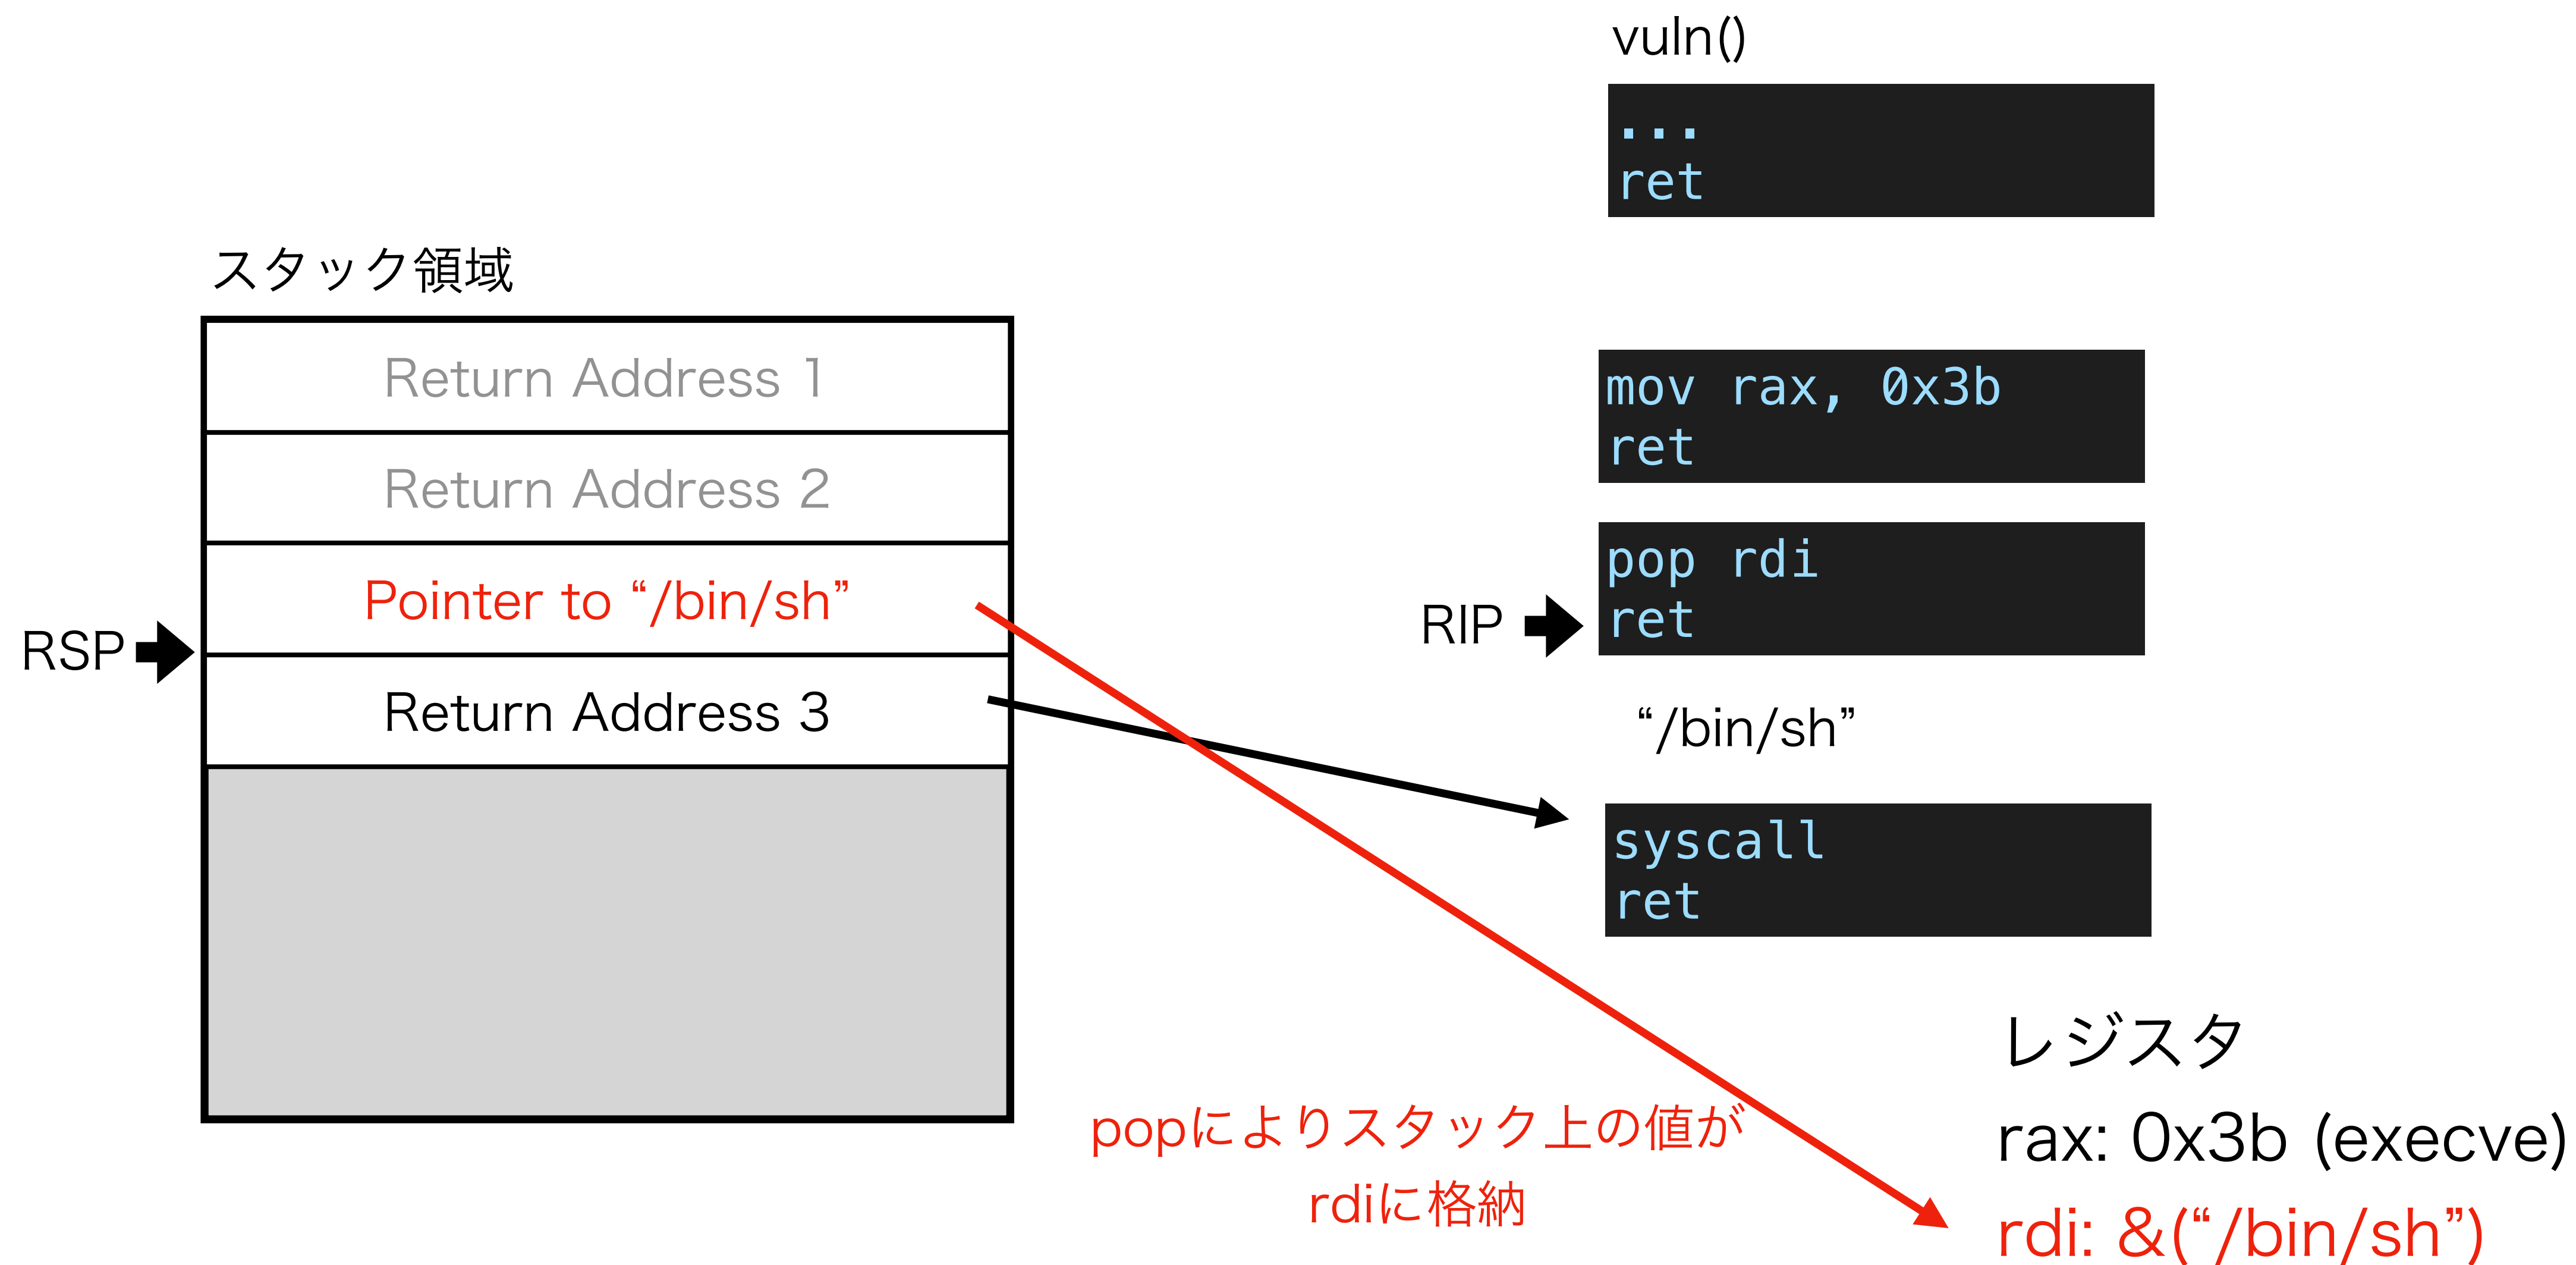 vuln()
...
ret
スタック領域
Return Address 1
Return Address 2
Pointer to “/bin/sh”
Return Address 3
RSP
mov rax, 0x3b
ret
pop rdi
ret
RIP
“/bin/sh”
syscall
ret
popによりスタック上の値が
rdiに格納
レジスタ
rax: 0x3b (execve)
rdi: &(“/bin/sh”)